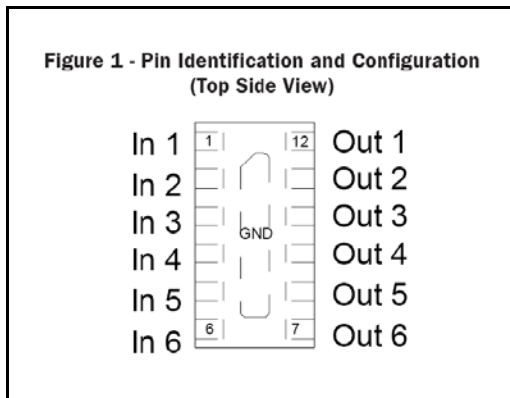 Figure 1 - Pin Identification and Configuration
(Top Side View)
In 1 1 12 Out 1
In 2 Out 2
In 3 Out 3
GND
In 4 Out 4
In 5 Out 5
In 6 6 7 Out 6